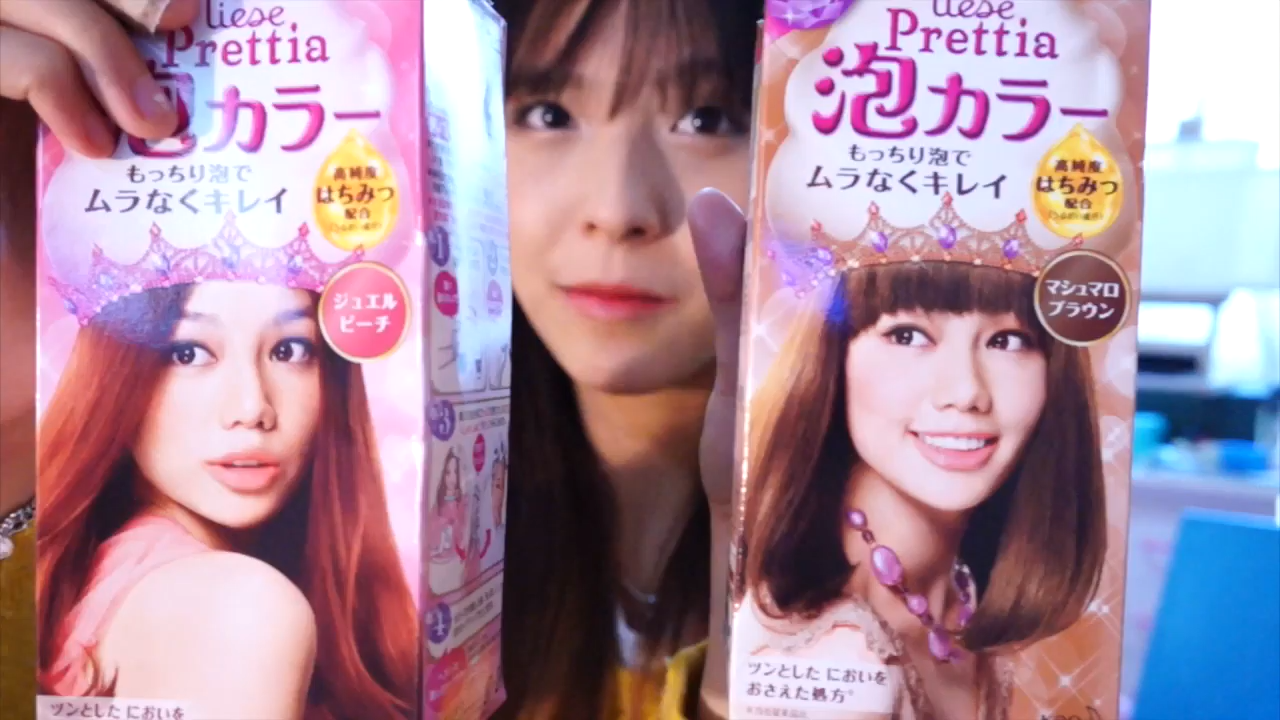 liese
Prettia
泡カラー
もっちり泡で
ムラなくキレイ
高純度
はちみつ
配合
ジュエル
ピーチ
ツンとした においを
liese
Prettia
泡カラー
もっちり泡で
ムラなくキレイ
高純度
はちみつ
配合
マシュマロ
ブラウン
ツンとした においを
おさえた処方